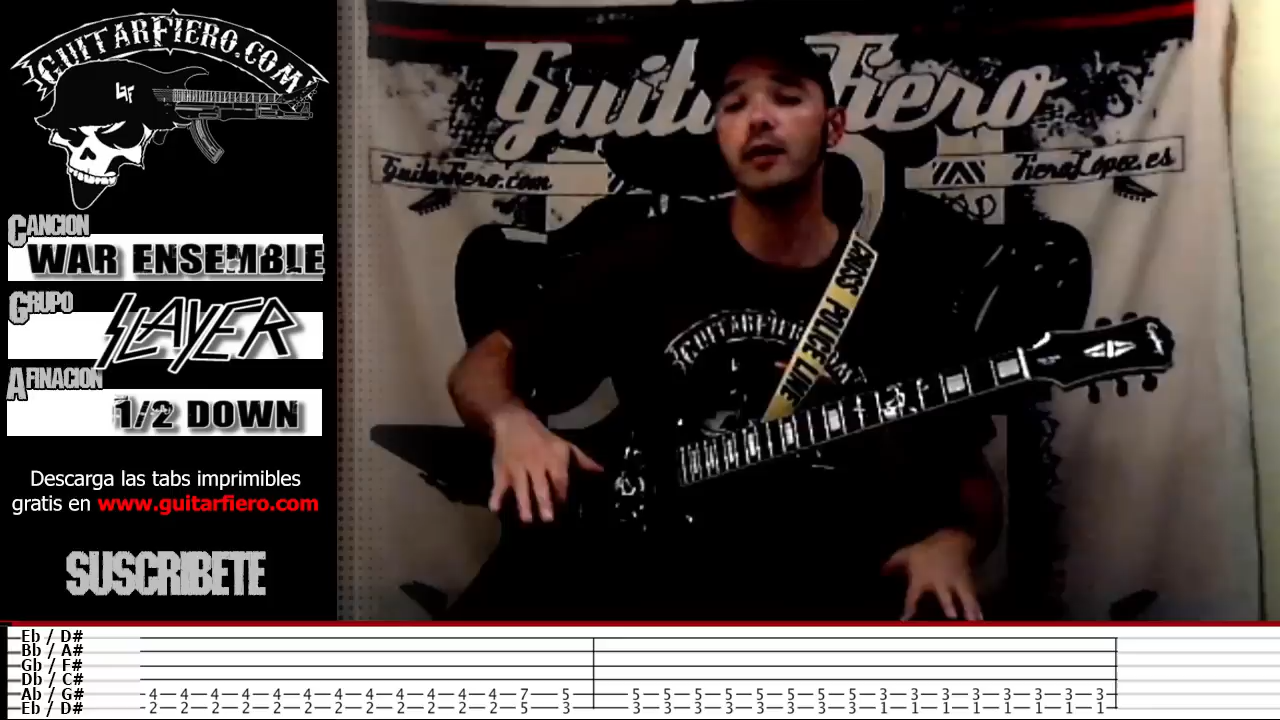 GUITARFIERO.COM
GF
CANCION
WAR ENSEMBLE
GRUPO
SLAYER
AFINACION
1/2 DOWN
Descarga las tabs imprimibles
gratis en www.guitarfiero.com
SUSCRIBETE
GuitarFiero
GuitarFiero.com
FieraLopez.es
GUITARFIERO
CROSS POLICE LINE
Eb / D#
Bb / A#
Gb / F#
Db / C#
Ab / G# 4 4 4 4 4 4 4 4 4 4 4 4 7 5 5 5 5 5 5 5 5 5 3 3 3 3 3 3 3 3
Eb / D# 2 2 2 2 2 2 2 2 2 2 2 2 5 3 3 3 3 3 3 3 3 3 1 1 1 1 1 1 1 1